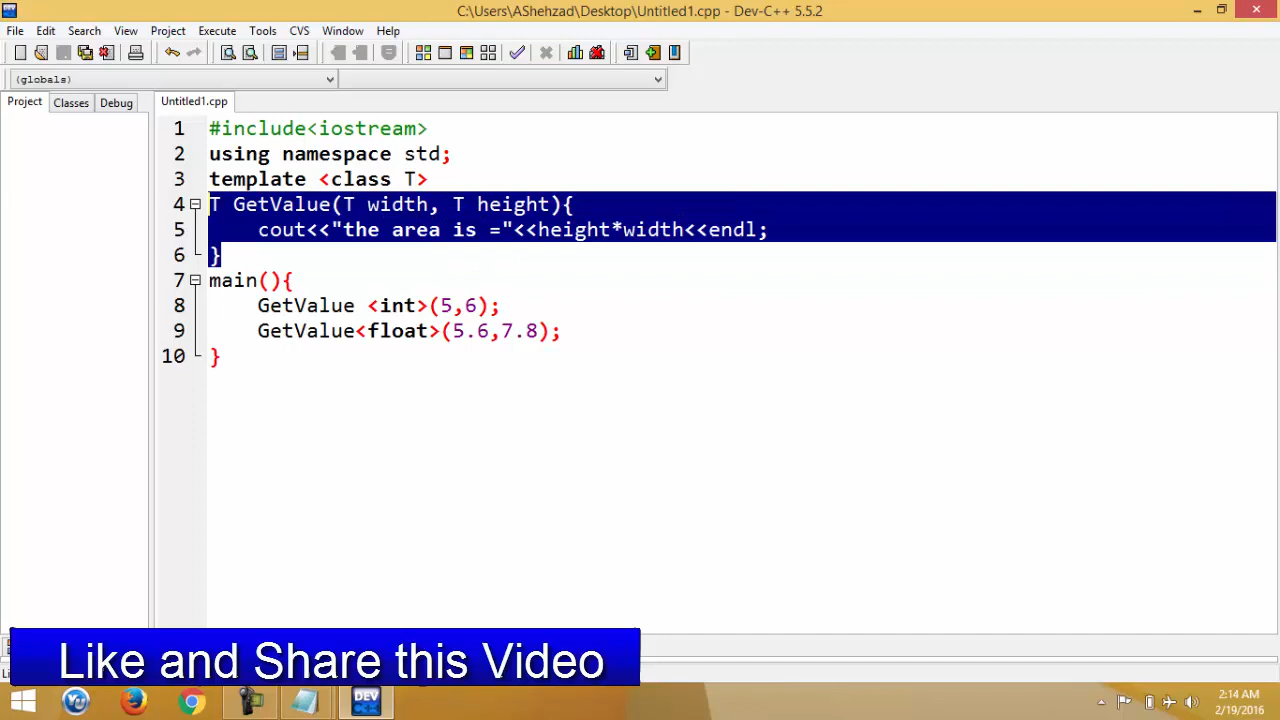 C:\Users\AShehzad\Desktop\Untitled1.cpp - Dev-C++ 5.5.2
File Edit Search View Project Execute Tools CVS Window Help
(globals)
Project Classes Debug Untitled1.cpp
1 #include<iostream>
2 using namespace std;
3 template <class T>
4 T GetValue(T width, T height){
5 cout<<"the area is ="<<height*width<<endl;
6 }
7 main(){
8 GetValue <int>(5,6);
9 GetValue<float>(5.6,7.8);
10 }
Like and Share this Video
DEV
2:14 AM
2/19/2016